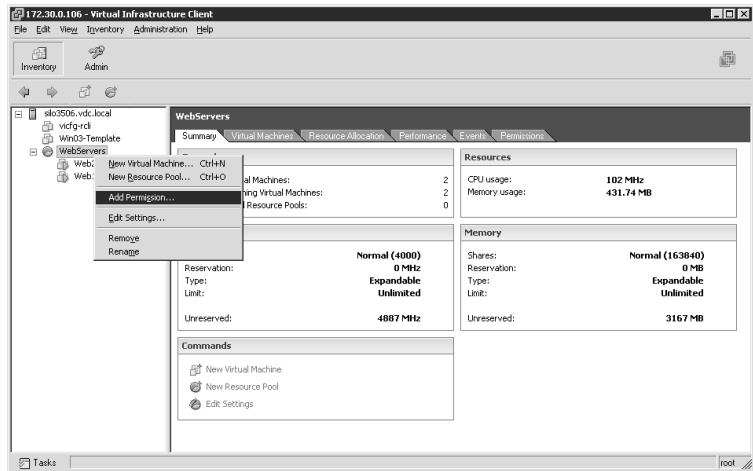 172.30.0.106 - Virtual Infrastructure Client
File Edit View Inventory Administration Help
Inventory Admin
silo3506.vdc.local
vicfg-rcli
Win03-Template
WebServers
New Virtual Machine... Ctrl+N
New Resource Pool... Ctrl+O
Add Permission...
Edit Settings...
Remove
Rename
WebServers
Summary Virtual Machines Resource Allocation Performance Events Permissions
Machines: 2
Virtual Machines: 2
Resource Pools: 0
Resources
CPU usage: 102 MHz
Memory usage: 431.74 MB
Normal (4000)
Reservation: 0 MHz
Type: Expandable
Limit: Unlimited
Unreserved: 4887 MHz
Memory
Shares: Normal (163840)
Reservation: 0 MB
Type: Expandable
Limit: Unlimited
Unreserved: 3167 MB
Commands
New Virtual Machine
New Resource Pool
Edit Settings
Tasks
root